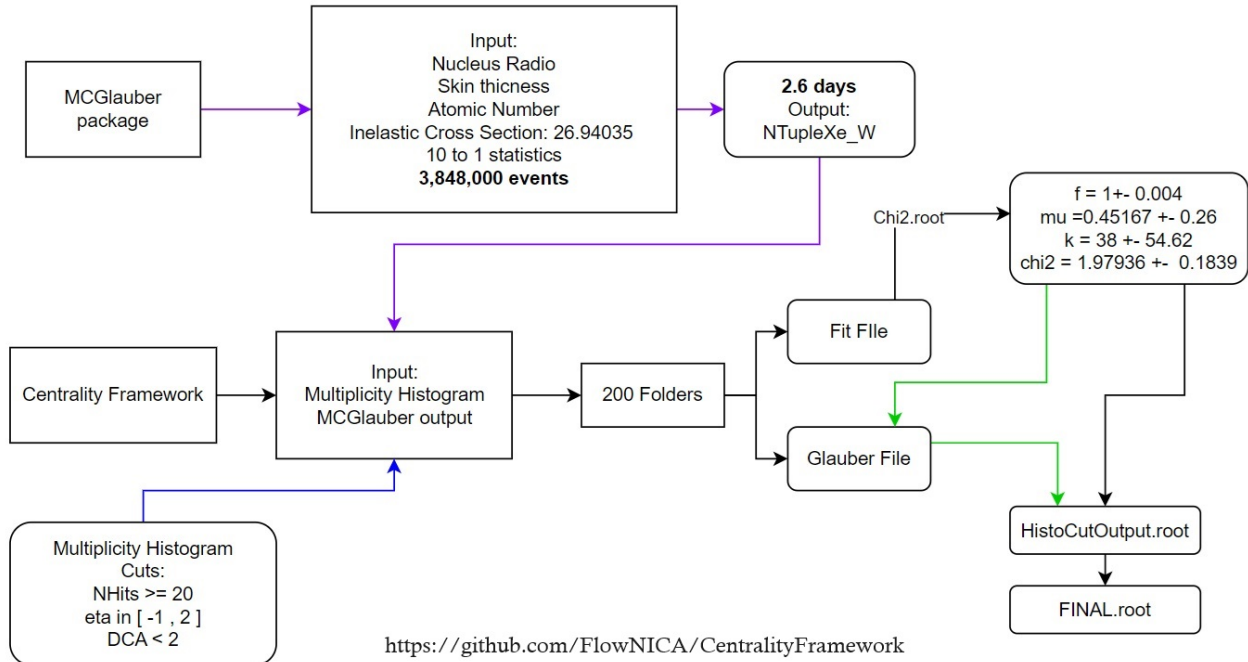 MCGlauber
package
Input:
Nucleus Radio
Skin thicness
Atomic Number
Inelastic Cross Section: 26.94035
10 to 1 statistics
3,848,000 events
2.6 days
Output:
NTupleXe_W
Chi2.root
f = 1+- 0.004
mu =0.45167 +- 0.26
k = 38 +- 54.62
chi2 = 1.97936 +- 0.1839
Centrality Framework
Input:
Multiplicity Histogram
MCGlauber output
200 Folders
Fit FIle
Glauber File
Multiplicity Histogram
Cuts:
NHits >= 20
eta in [ -1 , 2 ]
DCA < 2
HistoCutOutput.root
FINAL.root
https://github.com/FlowNICA/CentralityFramework